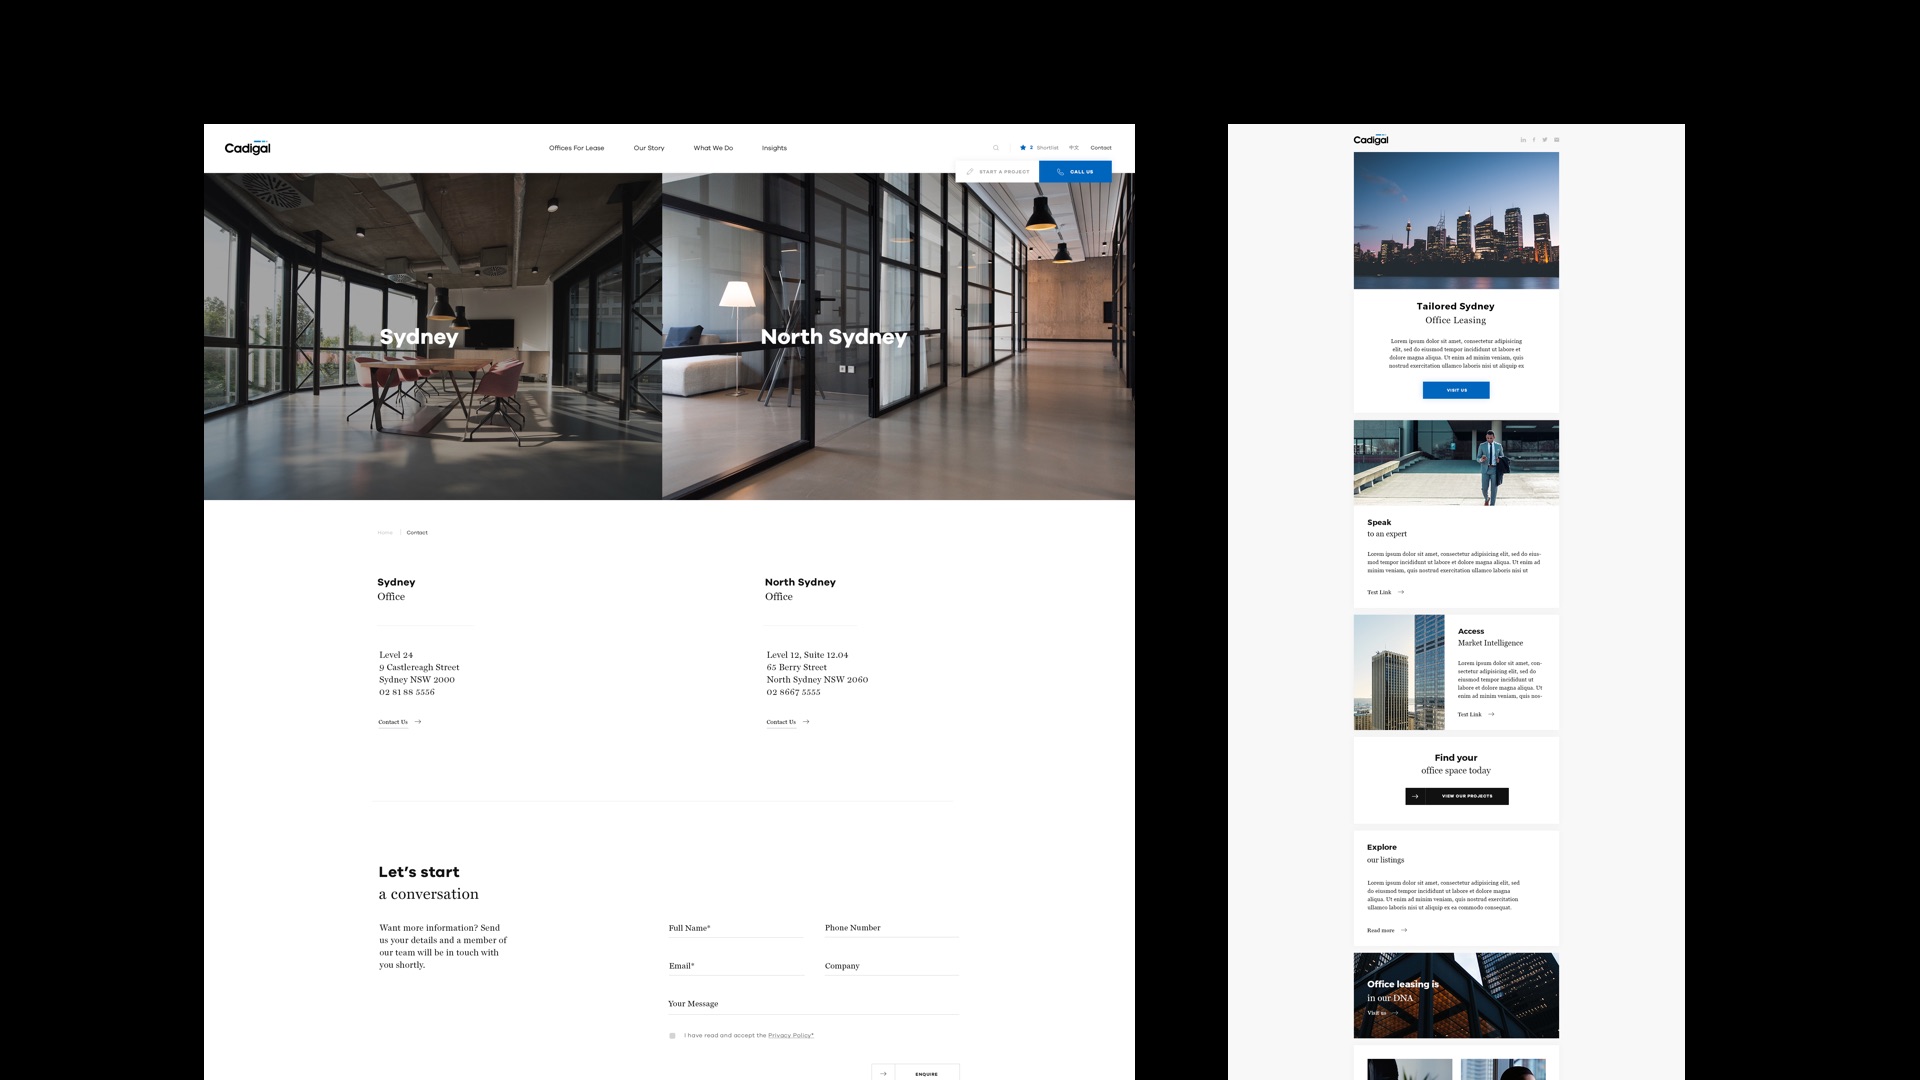 Cadigal
Offices For Lease
Our Story
What We Do
Insights
2 Shortlist
中文
Contact
START A PROJECT
CALL US
Sydney
North Sydney
Home
Contact
Sydney
Office
Level 24
9 Castlereagh Street
Sydney NSW 2000
02 81 88 5556
Contact Us
North Sydney
Office
Level 12, Suite 12.04
65 Berry Street
North Sydney NSW 2060
02 8667 5555
Contact Us
Let’s start
a conversation
Want more information? Send
us your details and a member of
our team will be in touch with
you shortly.
Full Name*
Phone Number
Email*
Company
Your Message
I have read and accept the Privacy Policy*
ENQUIRE
Cadigal
Tailored Sydney
Office Leasing
Lorem ipsum dolor sit amet, consectetur adipisicing
elit, sed do eiusmod tempor incididunt ut labore et
dolore magna aliqua. Ut enim ad minim veniam, quis
nostrud exercitation ullamco laboris nisi ut aliquip ex
VISIT US
Speak
to an expert
Lorem ipsum dolor sit amet, consectetur adipisicing elit, sed do eius-
mod tempor incididunt ut labore et dolore magna aliqua. Ut enim ad
minim veniam, quis nostrud exercitation ullamco laboris nisi ut
Text Link
Access
Market Intelligence
Lorem ipsum dolor sit amet, con-
sectetur adipisicing elit, sed do
eiusmod tempor incididunt ut
labore et dolore magna aliqua. Ut
enim ad minim veniam, quis nos-
Text Link
Find your
office space today
VIEW OUR PROJECTS
Explore
our listings
Lorem ipsum dolor sit amet, consectetur adipisicing elit, sed
do eiusmod tempor incididunt ut labore et dolore magna
aliqua. Ut enim ad minim veniam, quis nostrud exercitation
ullamco laboris nisi ut aliquip ex ea commodo consequat.
Read more
Office leasing is
in our DNA
Visit us